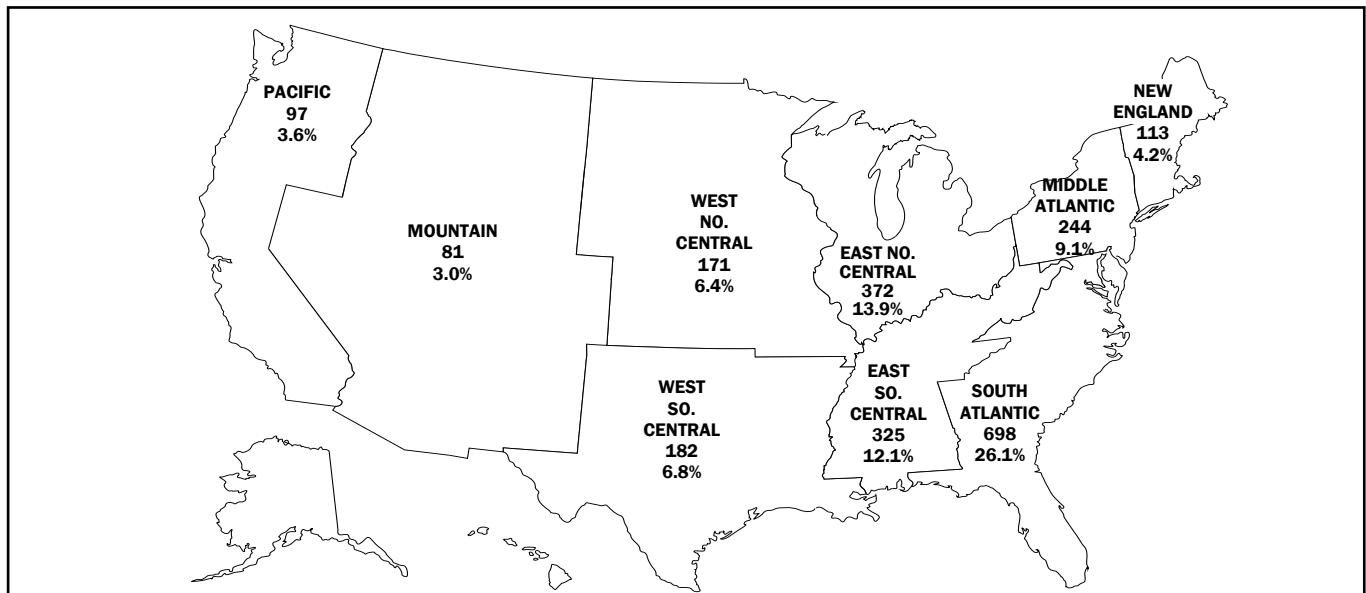 PACIFIC
97
3.6%
MOUNTAIN
81
3.0%
WEST
NO.
CENTRAL
171
6.4%
WEST
SO.
CENTRAL
182
6.8%
EAST NO.
CENTRAL
372
13.9%
EAST
SO.
CENTRAL
325
12.1%
SOUTH
ATLANTIC
698
26.1%
MIDDLE
ATLANTIC
244
9.1%
NEW
ENGLAND
113
4.2%